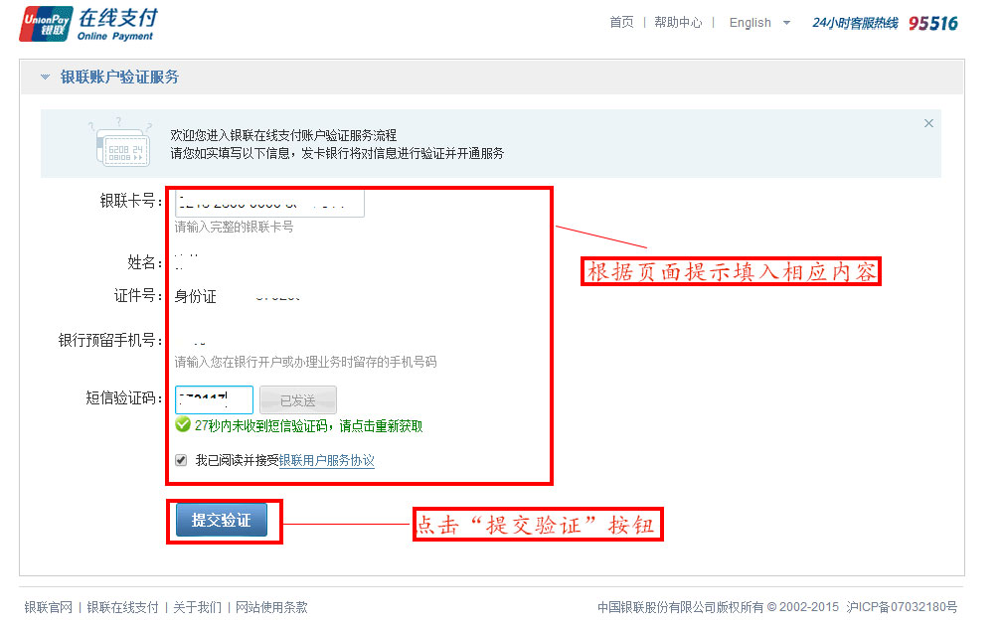 UnionPay 银联 在线支付
Online Payment
首页 | 帮助中心 | English 24小时客服热线 95516
银联账户验证服务
欢迎您进入银联在线支付账户验证服务流程
请您如实填写以下信息，发卡银行将对信息进行验证并开通服务
银联卡号：
请输入完整的银联卡号
根据页面提示填入相应内容
姓名：
证件号： 身份证
银行预留手机号：
请输入您在银行开户或办理业务时留存的手机号码
短信验证码： 已发送
27秒内未收到短信验证码，请点击重新获取
我已阅读并接受银联用户服务协议
提交验证
点击“提交验证”按钮
银联官网 | 银联在线支付 | 关于我们 | 网站使用条款
中国银联股份有限公司版权所有 © 2002-2015 沪ICP备07032180号